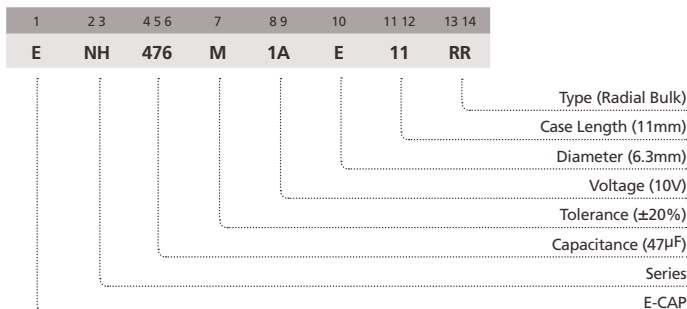 1 2 3 4 5 6 7 8 9 10 11 12 13 14
E NH 476 M 1A E 11 RR
Type (Radial Bulk)
Case Length (11mm)
Diameter (6.3mm)
Voltage (10V)
Tolerance (±20%)
Capacitance (47µF)
Series
E-CAP